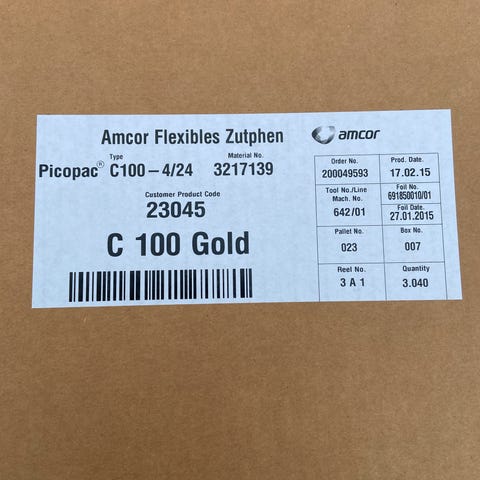 Amcor Flexibles Zutphen
amcor
Type
Material No.
Picopac® C100-4/24 3217139
Customer Product Code
23045
C 100 Gold
Order No. Prod. Date.
200049593 17.02.15
Tool No./Line Foil No.
Mach. No. 691850010/01
642/01 Foil Date.
27.01.2015
Pallet No. Box No.
023 007
Reel No. Quantity
3 A 1 3.040